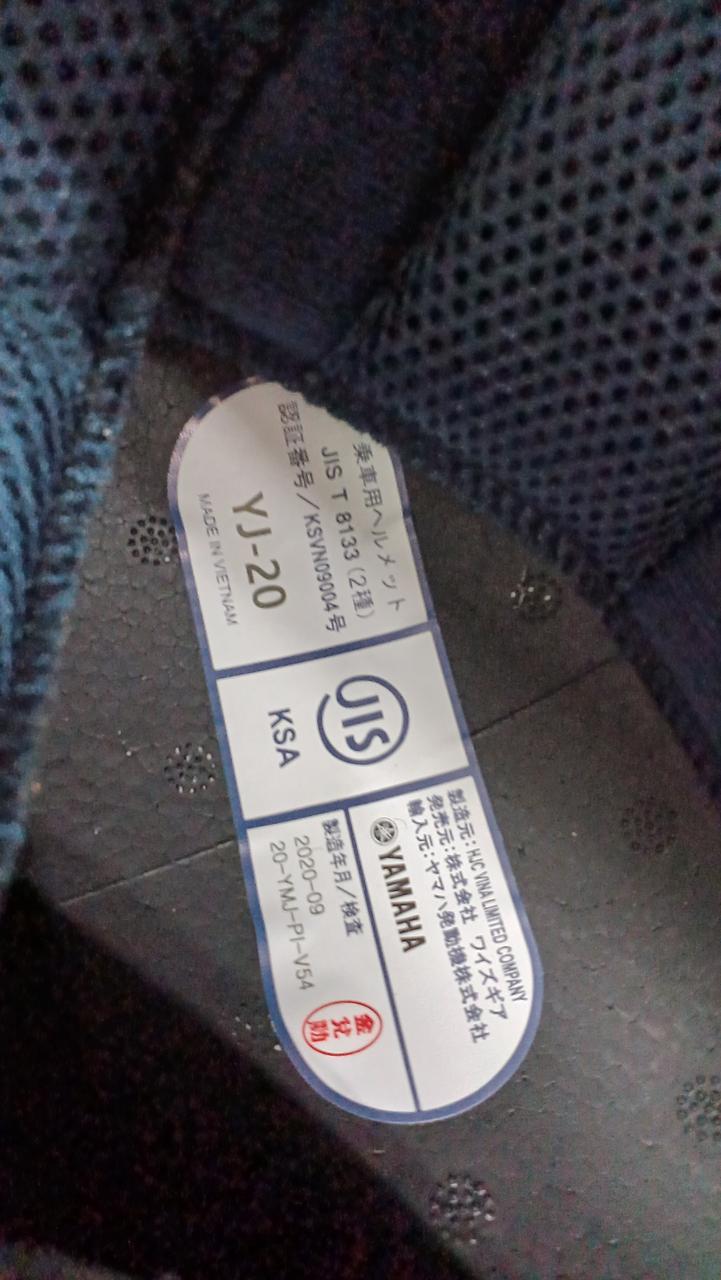 乗車用ヘルメット
JIS T 8133 (2種)
認証番号/KSVN09004号
YJ-20
MADE IN VIETNAM
JIS
KSA
製造元:HJC VINA LIMITED COMPANY
発売元:株式会社 ワイズギア
輸入元:ヤマハ発動機株式会社
YAMAHA
製造年月/検査
2020-09
20-YMJ-PI-V54
金兌勛